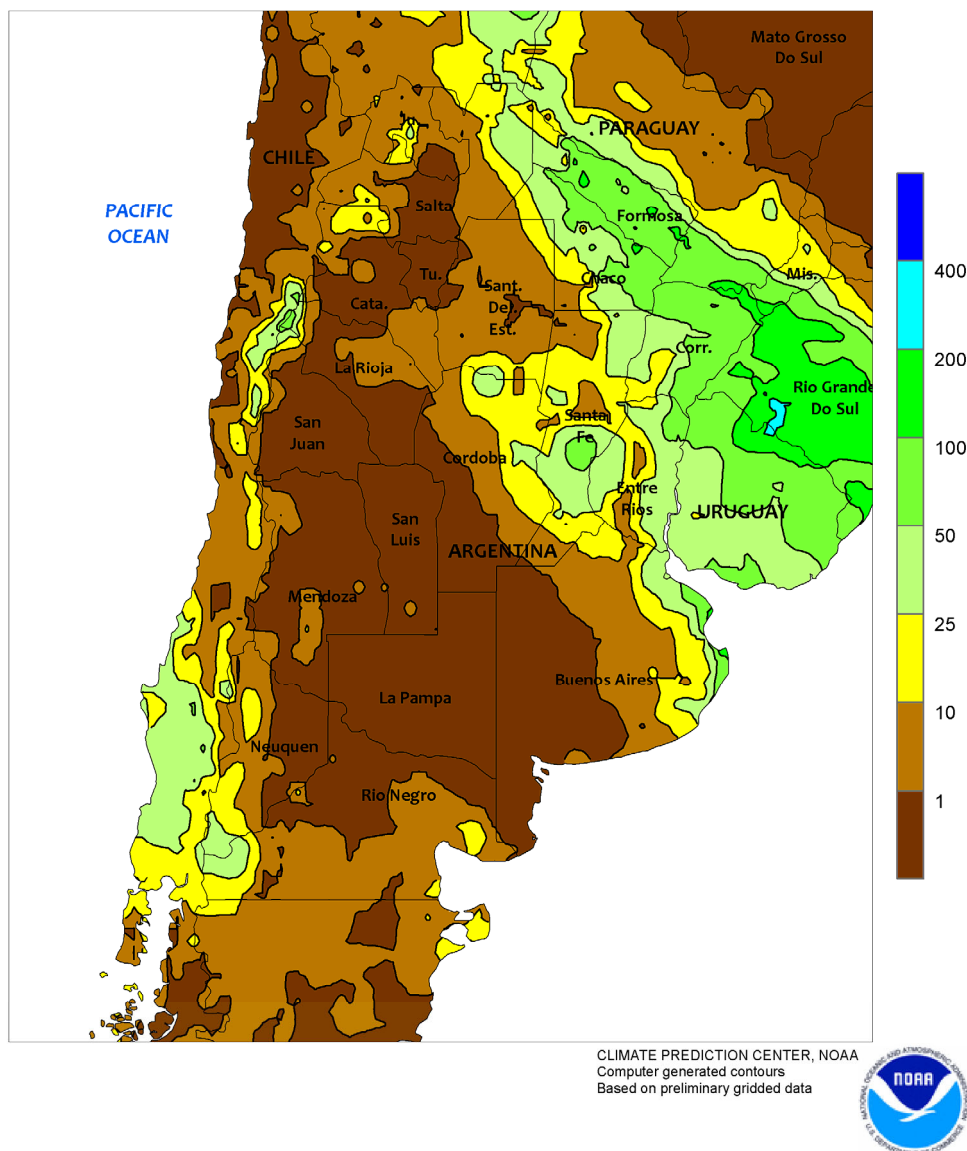 Mato Grosso
Do Sul
PARAGUAY
CHILE
PACIFIC
OCEAN
Salta
Formosa
Tu.
Chaco
Mis.
Sant.
Del.
Est.
Cata.
Corr.
La Rioja
Rio Grande
Do Sul
San
Juan
Santa
Fe
Cordoba
Entre
Rios
URUGUAY
San
Luis
ARGENTINA
Mendoza
Buenos Aires
La Pampa
Neuquen
Rio Negro
400
200
100
50
25
10
1
CLIMATE PREDICTION CENTER, NOAA
Computer generated contours
Based on preliminary gridded data
NOAA